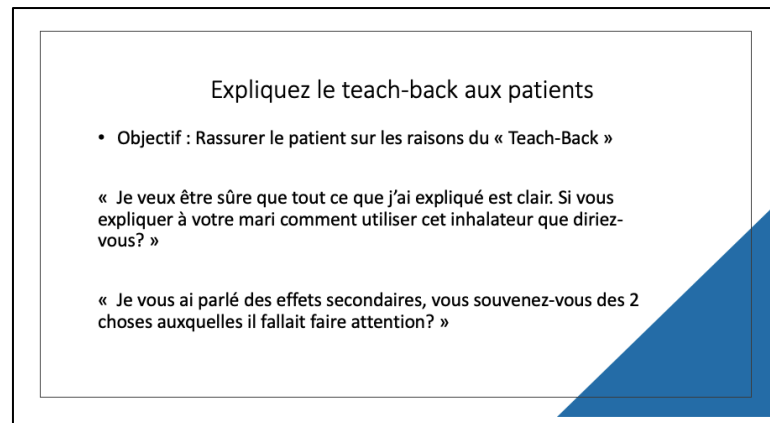 Expliquez le teach-back aux patients
• Objectif : Rassurer le patient sur les raisons du « Teach-Back »
« Je veux être sûre que tout ce que j’ai expliqué est clair. Si vous
expliquer à votre mari comment utiliser cet inhalateur que diriez-
vous? »
« Je vous ai parlé des effets secondaires, vous souvenez-vous des 2
choses auxquelles il fallait faire attention? »